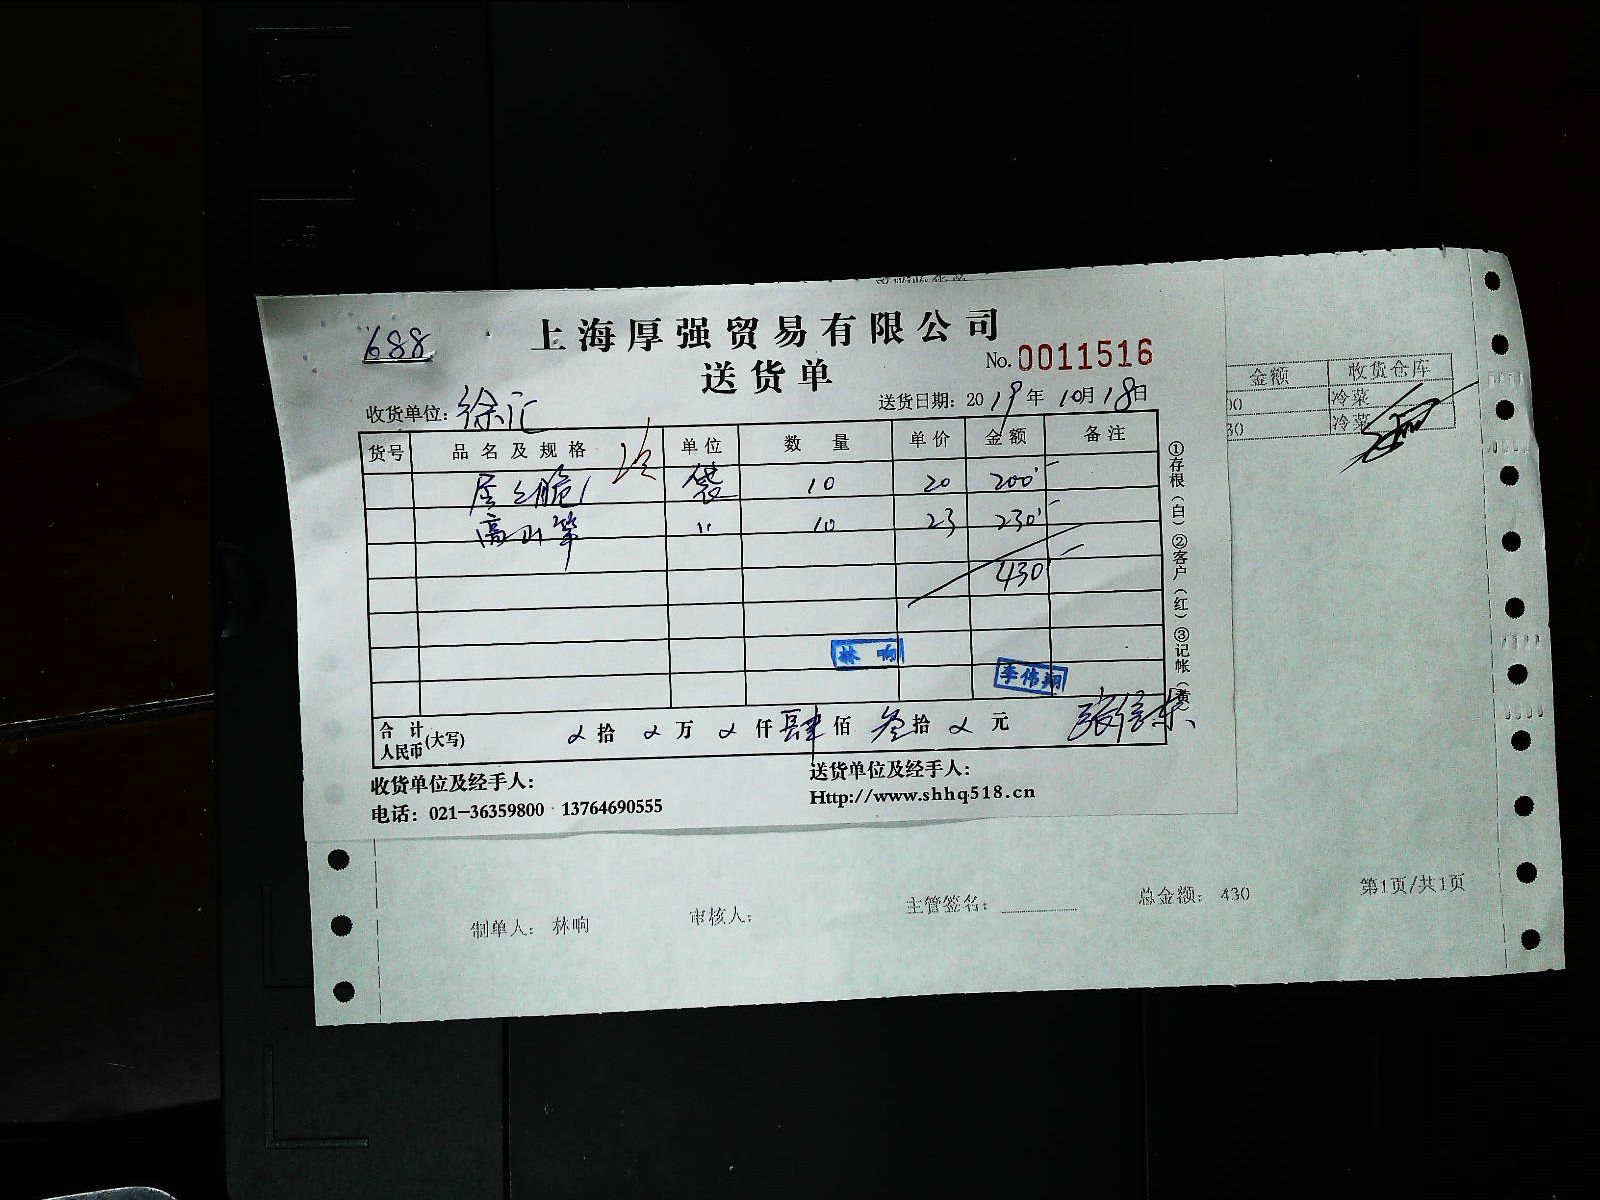 688
上海厚强贸易有限公司
送货单
No.0011516
收货单位:徐汇
送货日期: 2019年10月18日
货号 品名及规格 单位 数量 单价 金额 备注
冷
袋 10 20 200
高山笋 〃 10 23 230
430
林响
李伟翔
合计人民币(大写) 拾 万 仟 肆佰 叁拾 元
收货单位及经手人:
送货单位及经手人:
电话: 021-36359800 13764690555
Http://www.shhq518.cn
①存根(白)②客户(红)③记帐(黄
金额 收货仓库
00 冷菜
30 冷菜
制单人: 林响 审核人: 主管签名: 总金额: 430 第1页/共1页